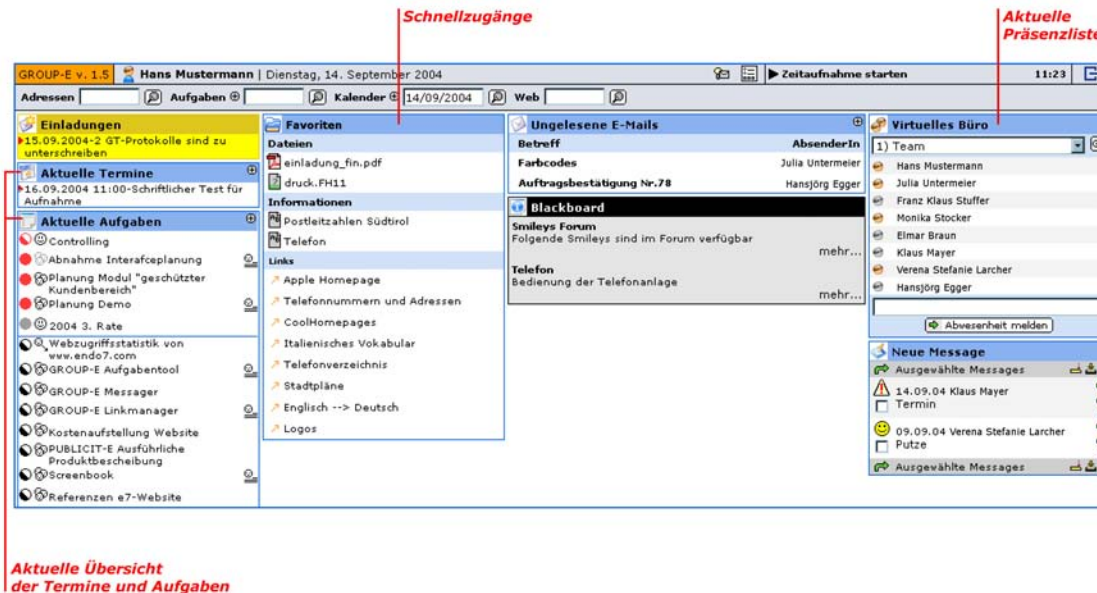 Schnellzugänge
Aktuelle
Präsenzliste
GROUP-E v. 1.5 Hans Mustermann | Dienstag, 14. September 2004 Zeitaufnahme starten 11:23
Adressen Aufgaben Kalender 14/09/2004 Web
Einladungen
15.09.2004-2 GT-Protokolle sind zu
unterschreiben
Aktuelle Termine
16.09.2004 11:00-Schriftlicher Test für
Aufnahme
Aktuelle Aufgaben
Controlling
Abnahme Interafceplanung
Planung Modul "geschützter
Kundenbereich"
Planung Demo
2004 3. Rate
Webzugriffsstatistik von
www.endo7.com
GROUP-E Aufgabentool
GROUP-E Messager
GROUP-E Linkmanager
Kostenaufstellung Website
PUBLICIT-E Ausführliche
Produktbescheibung
Screenbook
Referenzen e7-Website
Favoriten
Dateien
einladung_fin.pdf
druck.FH11
Informationen
Postleitzahlen Südtirol
Telefon
Links
Apple Homepage
Telefonnummern und Adressen
CoolHomepages
Italienisches Vokabular
Telefonverzeichnis
Stadtpläne
Englisch --> Deutsch
Logos
Ungelesene E-Mails
Betreff AbsenderIn
Farbcodes Julia Untermeier
Auftragsbestätigung Nr.78 Hansjörg Egger
Blackboard
Smileys Forum
Folgende Smileys sind im Forum verfügbar
mehr...
Telefon
Bedienung der Telefonanlage
mehr...
Virtuelles Büro
1) Team
Hans Mustermann
Julia Untermeier
Franz Klaus Stuffer
Monika Stocker
Elmar Braun
Klaus Mayer
Verena Stefanie Larcher
Hansjörg Egger
Abwesenheit melden
Neue Message
Ausgewählte Messages
14.09.04 Klaus Mayer
Termin
09.09.04 Verena Stefanie Larcher
Putze
Ausgewählte Messages
Aktuelle Übersicht
der Termine und Aufgaben